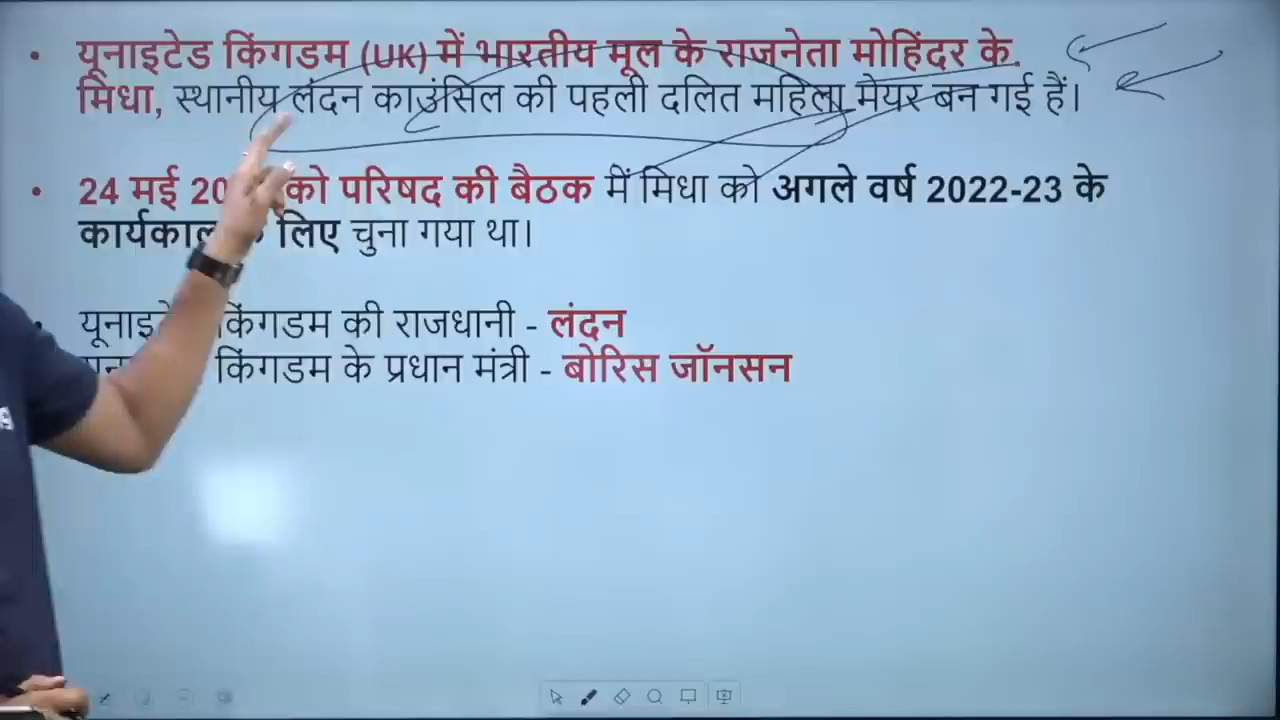 • यूनाइटेड किंगडम (UK) में भारतीय मूल के राजनेता मोहिंदर के.
मिधा, स्थानीय लंदन काउंसिल की पहली दलित महिला मेयर बन गई हैं।
• 24 मई 20 को परिषद की बैठक में मिधा को अगले वर्ष 2022-23 के
लिए चुना गया था।
किंगडम की राजधानी - लंदन
किंगडम के प्रधान मंत्री - बोरिस जॉनसन